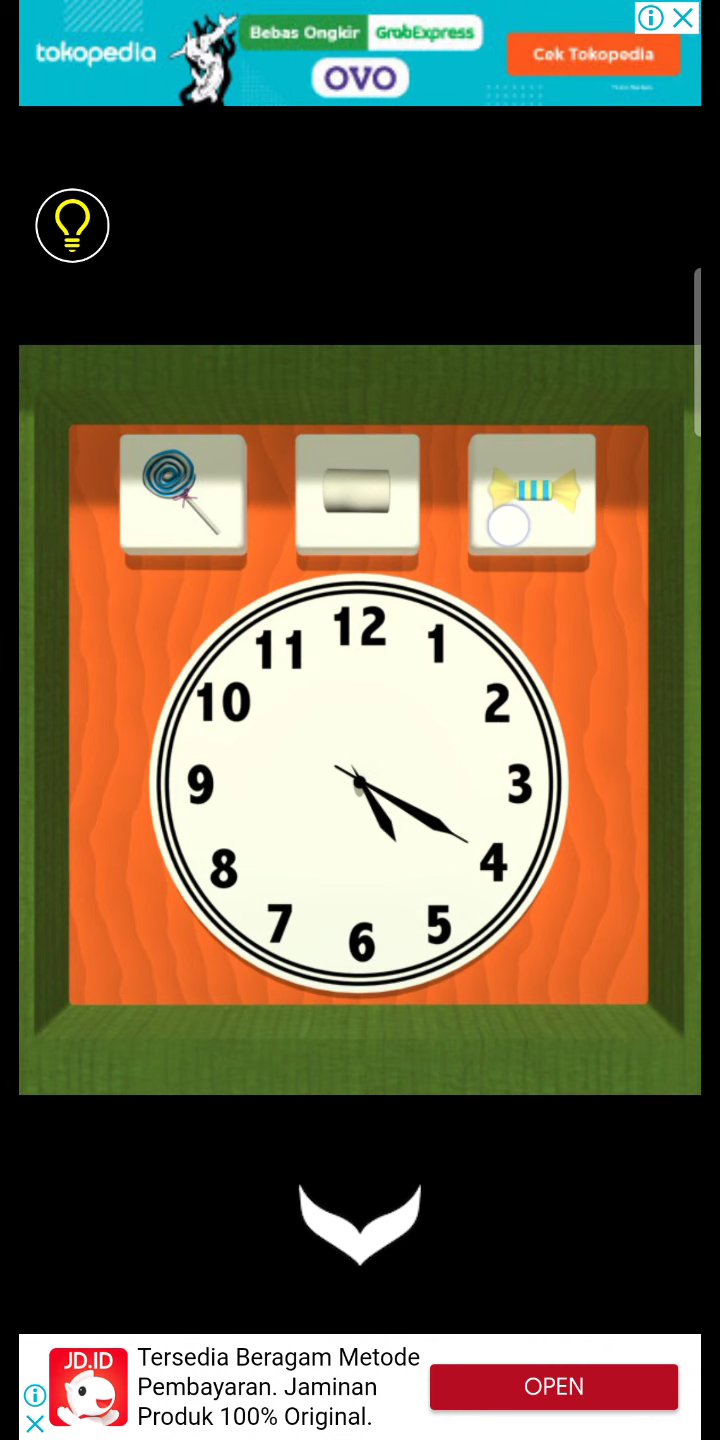 tokopedia
Bebas Ongkir GrabExpress
OVO
Cek Tokopedia
12
11 1
10 2
9 3
8 4
7 5
6
JD.ID
Tersedia Beragam Metode
Pembayaran. Jaminan
Produk 100% Original.
OPEN